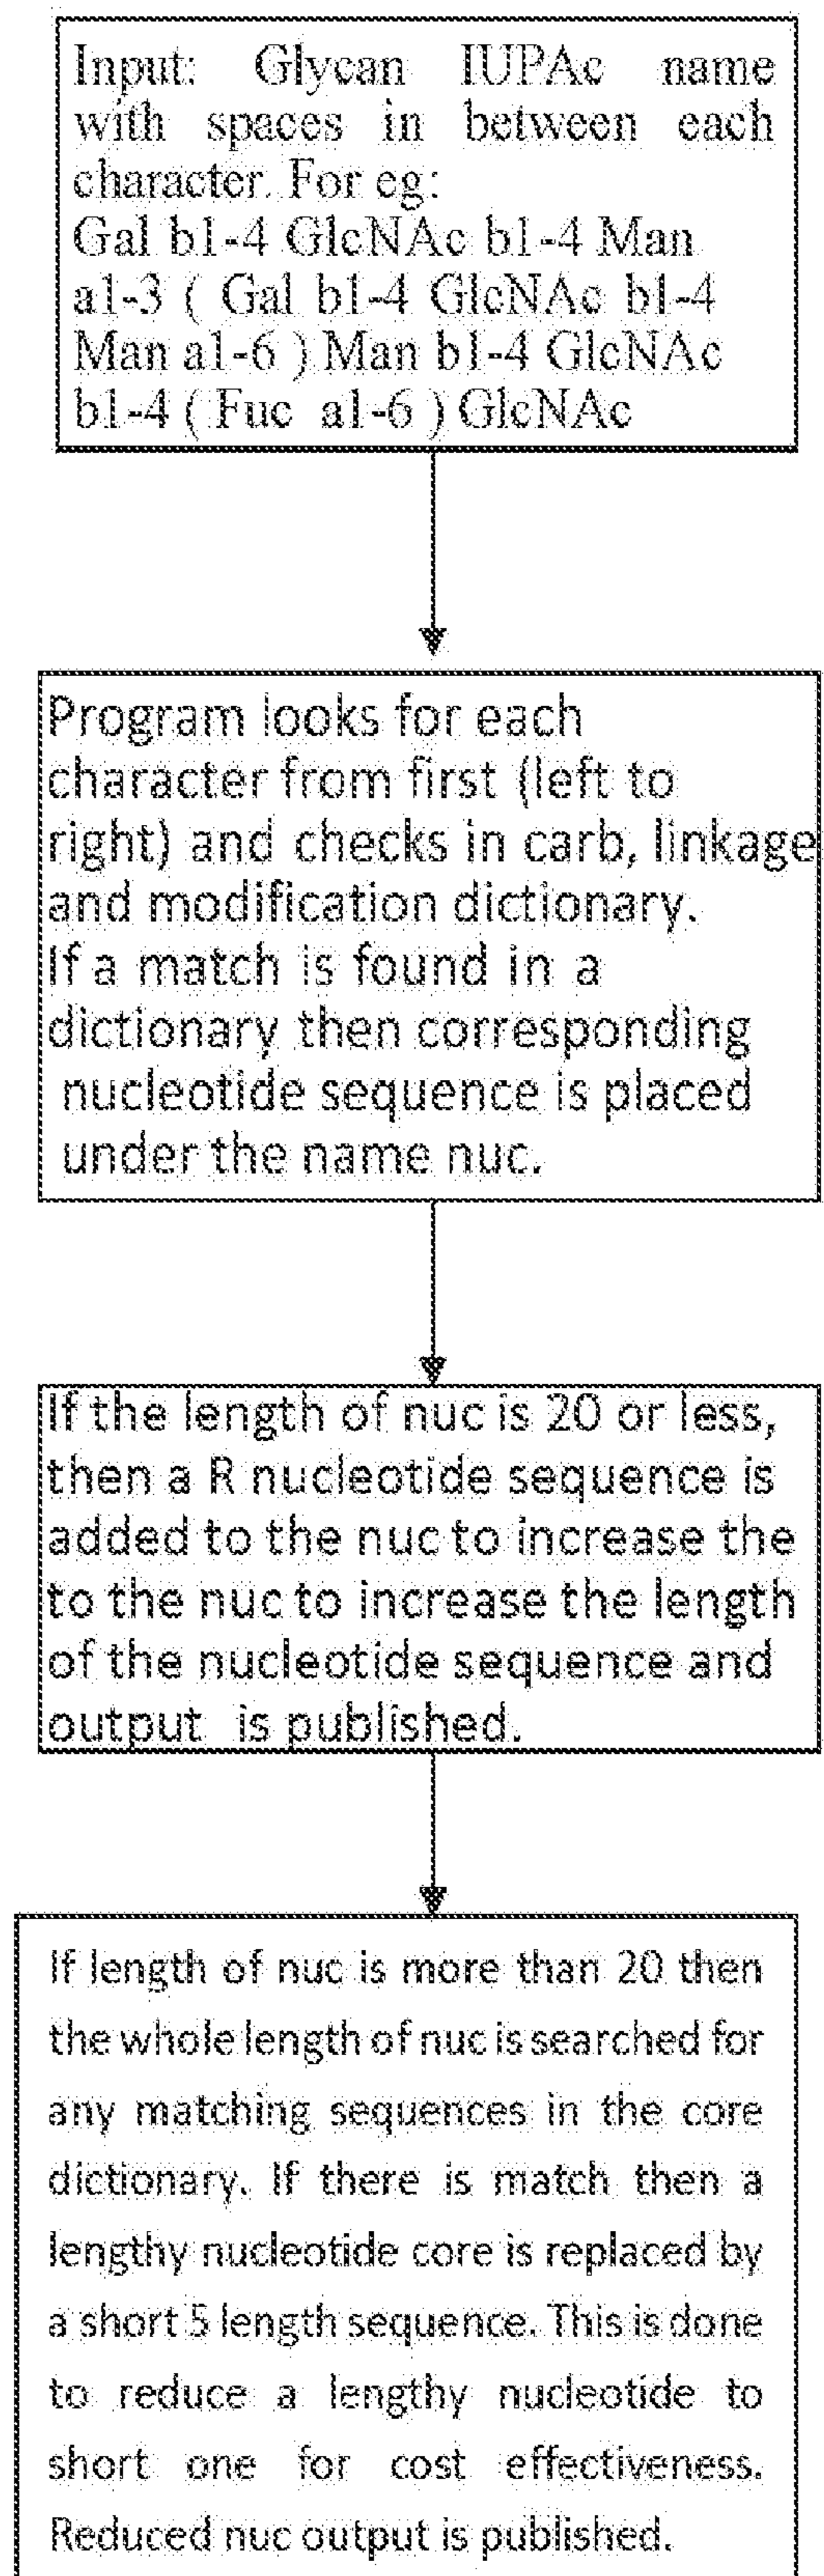 Input: Glycan IUPAc name
with spaces in between each
character. For eg:
Gal b1-4 GlcNAc b1-4 Man
a1-3 ( Gal b1-4 GlcNAc b1-4
Man a1-6 ) Man b1-4 GlcNAc
b1-4 ( Fuc a1-6 ) GlcNAc
Program looks for each
character from first (left to
right) and checks in carb, linkage
and modification dictionary.
If a match is found in a
dictionary then corresponding
nucleotide sequence is placed
under the name nuc.
If the length of nuc is 20 or less,
then a R nucleotide sequence is
added to the nuc to increase the
to the nuc to increase the length
of the nucleotide sequence and
output is published.
If length of nuc is more than 20 then
the whole length of nuc is searched for
any matching sequences in the core
dictionary. If there is match then a
lengthy nucleotide core is replaced by
a short 5 length sequence. This is done
to reduce a lengthy nucleotide to
short one for cost effectiveness.
Reduced nuc output is published.